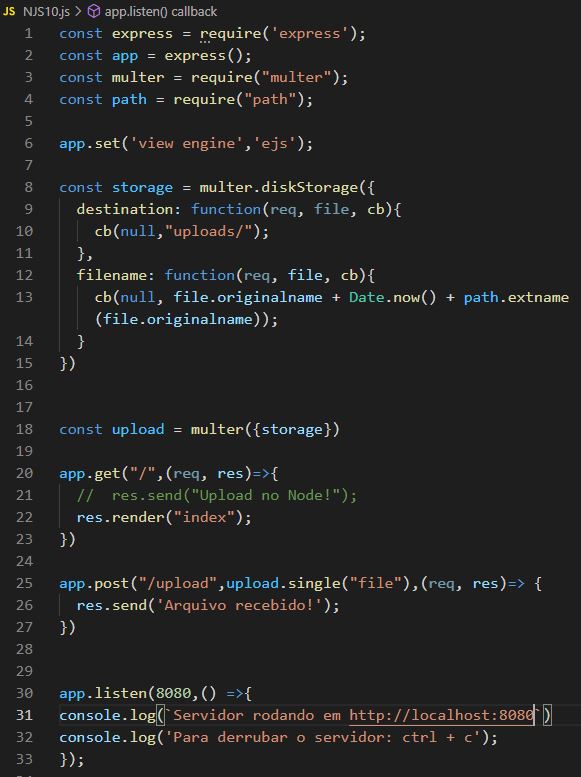 JS NJS10.js > app.listen() callback
1 const express = require('express');
2 const app = express();
3 const multer = require("multer");
4 const path = require("path");
5
6 app.set('view engine','ejs');
7
8 const storage = multer.diskStorage({
9 destination: function(req, file, cb){
10 cb(null,"uploads/");
11 },
12 filename: function(req, file, cb){
13 cb(null, file.originalname + Date.now() + path.extname
(file.originalname));
14 }
15 })
16
17
18 const upload = multer({storage})
19
20 app.get("/",(req, res)=>{
21 //  res.send("Upload no Node!");
22 res.render("index");
23 })
24
25 app.post("/upload",upload.single("file"),(req, res)=> {
26 res.send('Arquivo recebido!');
27 })
28
29
30 app.listen(8080,() =>{
31 console.log(`Servidor rodando em http://localhost:8080`)
32 console.log('Para derrubar o servidor: ctrl + c');
33 });